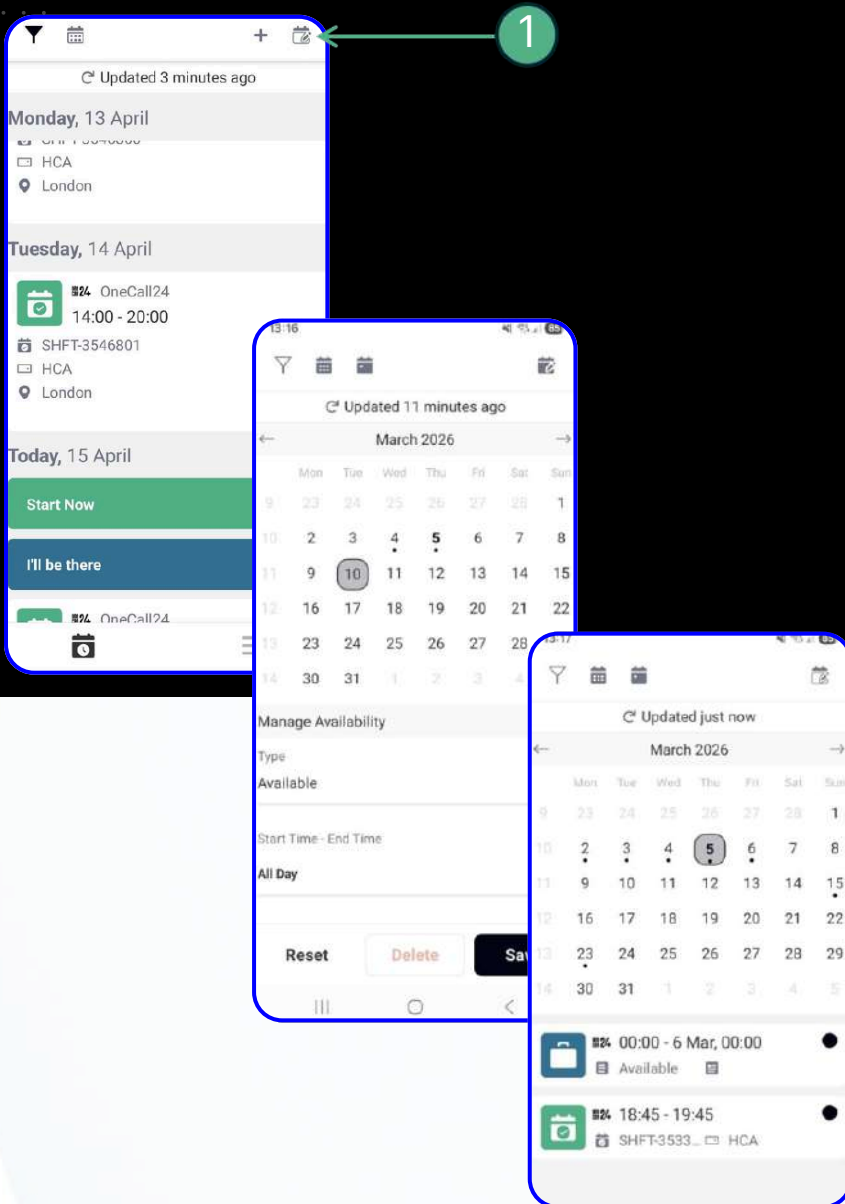 1
Updated 3 minutes ago
Monday, 13 April
HCA
London
Tuesday, 14 April
OneCall24
14:00 - 20:00
SHFT-3546801
HCA
London
Today, 15 April
Start Now
I'll be there
OneCall24
13:16
65
Updated 11 minutes ago
March 2026
Mon Tue Wed Thu Fri Sat Sun
9 23 24 25 26 27 28 1
10 2 3 4 5 6 7 8
11 9 10 11 12 13 14 15
12 16 17 18 19 20 21 22
13 23 24 25 26 27 28
14 30 31 1 2 3 4
Manage Availability
Type
Available
Start Time - End Time
All Day
Reset Delete Sa
13:17
65
Updated just now
March 2026
Mon Tue Wed Thu Fri Sat Sun
9 23 24 25 26 27 28 1
10 2 3 4 5 6 7 8
11 9 10 11 12 13 14 15
12 16 17 18 19 20 21 22
13 23 24 25 26 27 28 29
14 30 31 1 2 3 4 5
00:00 - 6 Mar, 00:00
Available
18:45 - 19:45
SHFT-3533... HCA